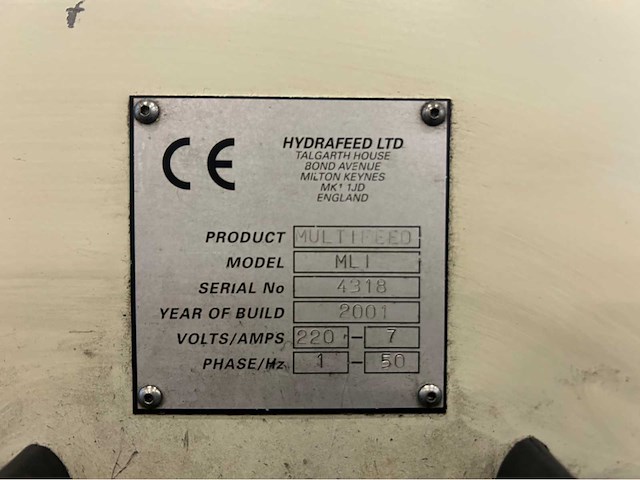 CE
HYDRAFEED LTD
TALGARTH HOUSE
BOND AVENUE
MILTON KEYNES
MK1 1JD
ENGLAND
PRODUCT MULTIFEED
MODEL MLI
SERIAL No 4318
YEAR OF BUILD 2001
VOLTS/AMPS 220 - 7
PHASE/Hz 1 - 50